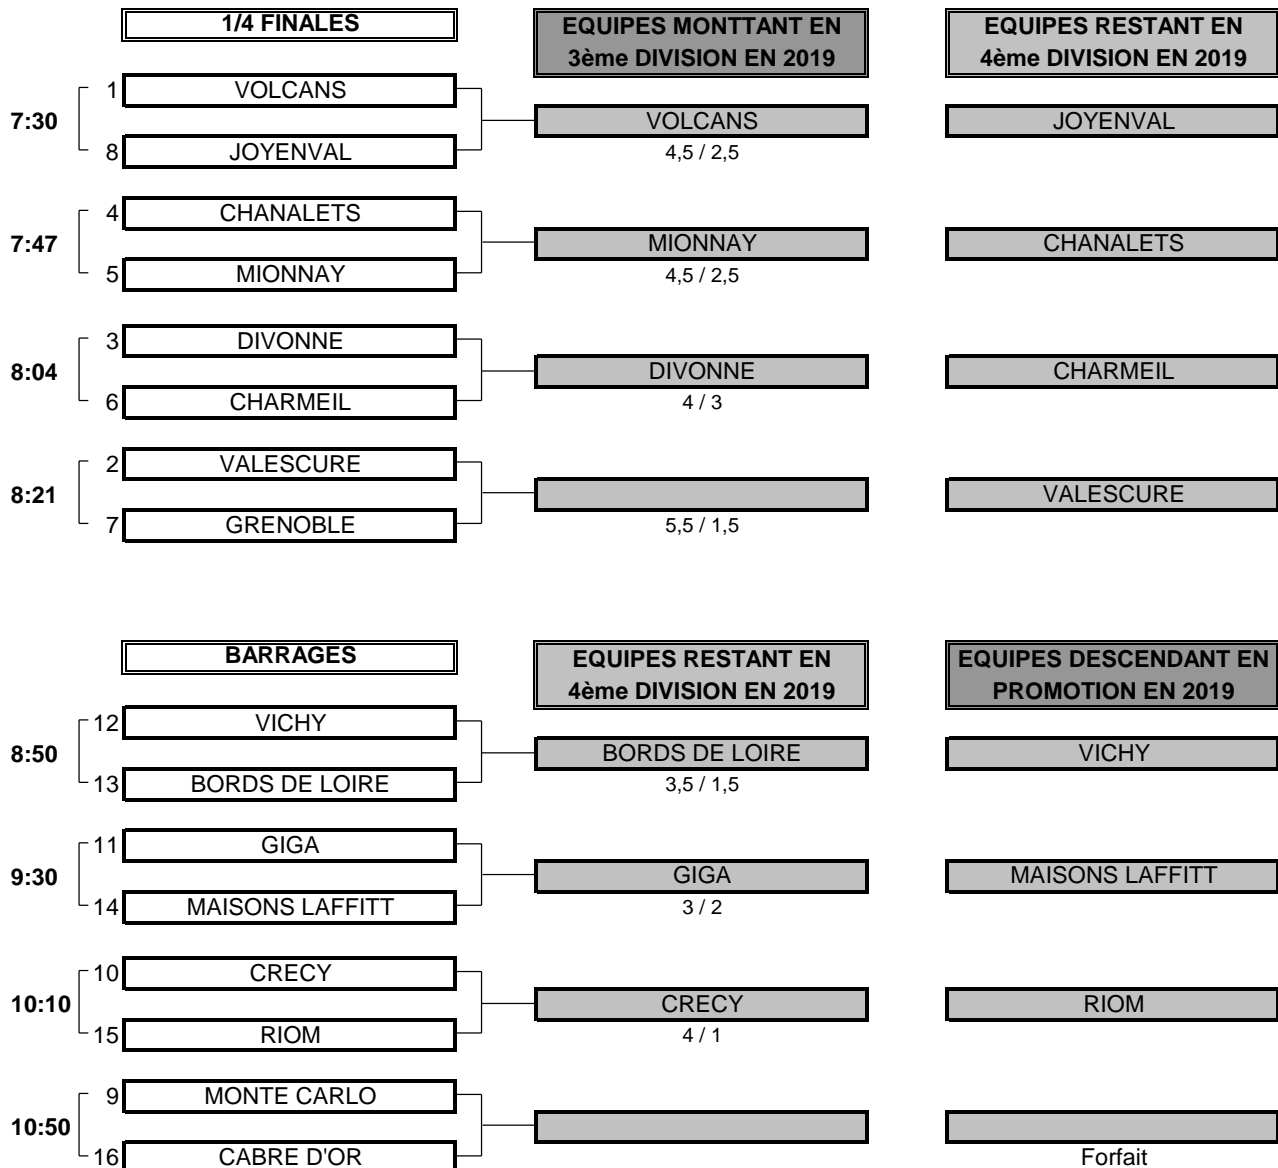 1/4 FINALES
EQUIPES MONTTANT EN
3ème DIVISION EN 2019
EQUIPES RESTANT EN
4ème DIVISION EN 2019
1 VOLCANS
7:30
VOLCANS
JOYENVAL
8 JOYENVAL
4,5 / 2,5
4 CHANALETS
7:47
MIONNAY
CHANALETS
5 MIONNAY
4,5 / 2,5
3 DIVONNE
8:04
DIVONNE
CHARMEIL
6 CHARMEIL
4 / 3
2 VALESCURE
8:21
VALESCURE
7 GRENOBLE
5,5 / 1,5
BARRAGES
EQUIPES RESTANT EN
4ème DIVISION EN 2019
EQUIPES DESCENDANT EN
PROMOTION EN 2019
12 VICHY
8:50
BORDS DE LOIRE
VICHY
13 BORDS DE LOIRE
3,5 / 1,5
11 GIGA
9:30
GIGA
MAISONS LAFFITT
14 MAISONS LAFFITT
3 / 2
10 CRECY
10:10
CRECY
RIOM
15 RIOM
4 / 1
9 MONTE CARLO
10:50
16 CABRE D'OR
Forfait